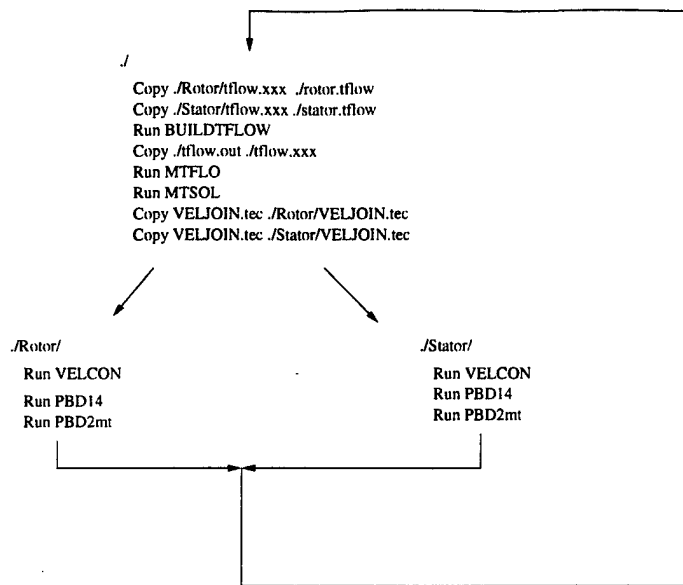 ./
Copy ./Rotor/tflow.xxx ./rotor.tflow
Copy ./Stator/tflow.xxx ./stator.tflow
Run BUILDTFLOW
Copy ./tflow.out ./tflow.xxx
Run MTFLO
Run MTSOL
Copy VELJOIN.tec ./Rotor/VELJOIN.tec
Copy VELJOIN.tec ./Stator/VELJOIN.tec
./Rotor/
Run VELCON
Run PBD14
Run PBD2mt
./Stator/
Run VELCON
Run PBD14
Run PBD2mt